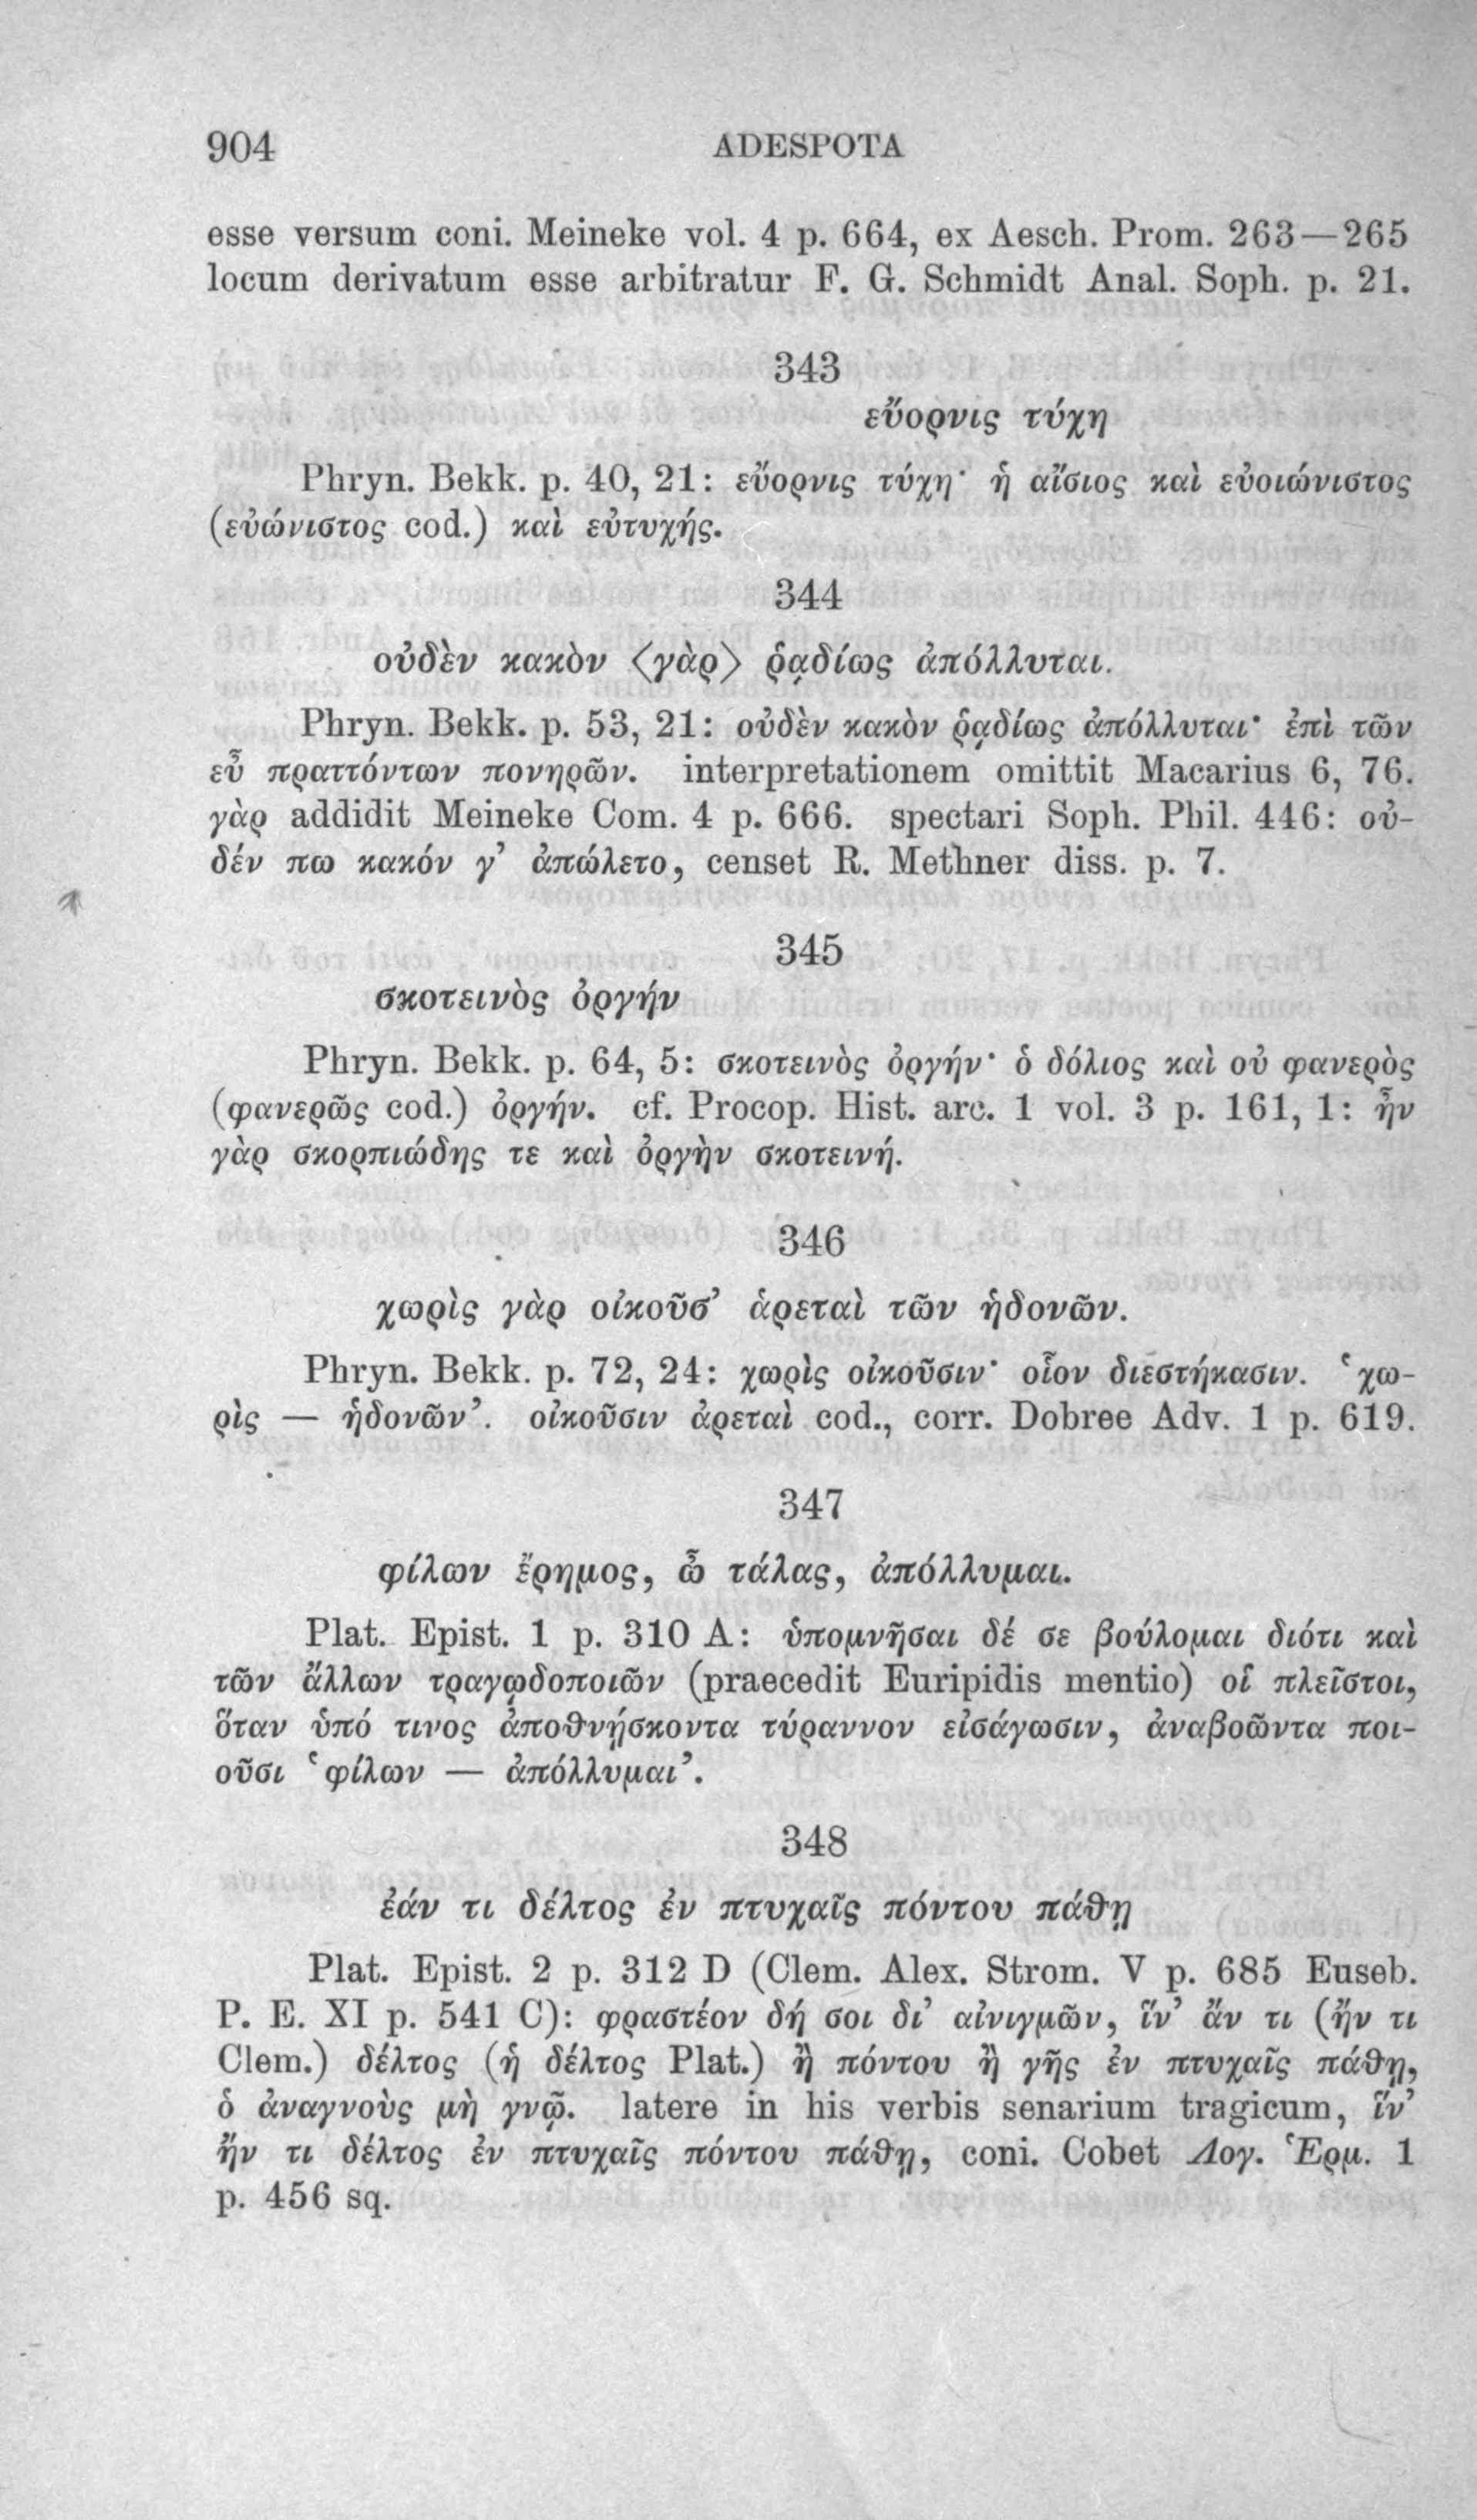 904 ADESPOTA
esse versum coni. Meineke vol. 4 p. 664, ex Aesch. Prom. 263—265
locum derivatum esse arbitratur F. G. Schmidt Anal. Soph. p. 21.
343
εὔορνις τύχη
Phryn. Bekk. p. 40, 21: εὔορνις τύχη· ἡ αἴσιος καὶ εὐοιώνιστος
(εὐώνιστος cod.) καὶ εὐτυχής.
344
οὐδὲν κακὸν ⟨γὰρ⟩ ῥᾳδίως ἀπόλλυται.
Phryn. Bekk. p. 53, 21: οὐδὲν κακὸν ῥᾳδίως ἀπόλλυται· ἐπὶ τῶν
εὖ πραττόντων πονηρῶν. interpretationem omittit Macarius 6, 76.
γὰρ addidit Meineke Com. 4 p. 666. spectari Soph. Phil. 446: οὐ-
δέν πω κακόν γ’ ἀπώλετο, censet R. Methner diss. p. 7.
345
σκοτεινὸς ὀργήν
Phryn. Bekk. p. 64, 5: σκοτεινὸς ὀργήν· ὁ δόλιος καὶ οὐ φανερὸς
(φανερῶς cod.) ὀργήν. cf. Procop. Hist. arc. 1 vol. 3 p. 161, 1: ἦν
γὰρ σκορπιώδης τε καὶ ὀργὴν σκοτεινή.
346
χωρὶς γὰρ οἰκοῦσ’ ἁρεταὶ τῶν ἡδονῶν.
Phryn. Bekk. p. 72, 24: χωρὶς οἰκοῦσιν· οἷον διεστήκασιν. ‛χω-
ρὶς — ἡδονῶν’. οἰκοῦσιν ἀρεταὶ cod., corr. Dobree Adv. 1 p. 619.
347
φίλων ἔρημος, ὦ τάλας, ἀπόλλυμαι.
Plat. Epist. 1 p. 310 A: ὑπομνῆσαι δέ σε βούλομαι διότι καὶ
τῶν ἄλλων τραγῳδοποιῶν (praecedit Euripidis mentio) οἱ πλεῖστοι,
ὅταν ὑπό τινος ἀποθνῄσκοντα τύραννον εἰσάγωσιν, ἀναβοῶντα ποι-
οῦσι ‛φίλων — ἀπόλλυμαι’.
348
ἐάν τι δέλτος ἐν πτυχαῖς πόντου πάθῃ
Plat. Epist. 2 p. 312 D (Clem. Alex. Strom. V p. 685 Euseb.
P. E. XI p. 541 C): φραστέον δή σοι δι’ αἰνιγμῶν, ἵν’ ἄν τι (ἤν τι
Clem.) δέλτος (ἡ δέλτος Plat.) ἢ πόντου ἢ γῆς ἐν πτυχαῖς πάθῃ,
ὁ ἀναγνοὺς μὴ γνῷ. latere in his verbis senarium tragicum, ἵν’
ἤν τι δέλτος ἐν πτυχαῖς πόντου πάθῃ, coni. Cobet Λογ. Ἑρμ. 1
p. 456 sq.